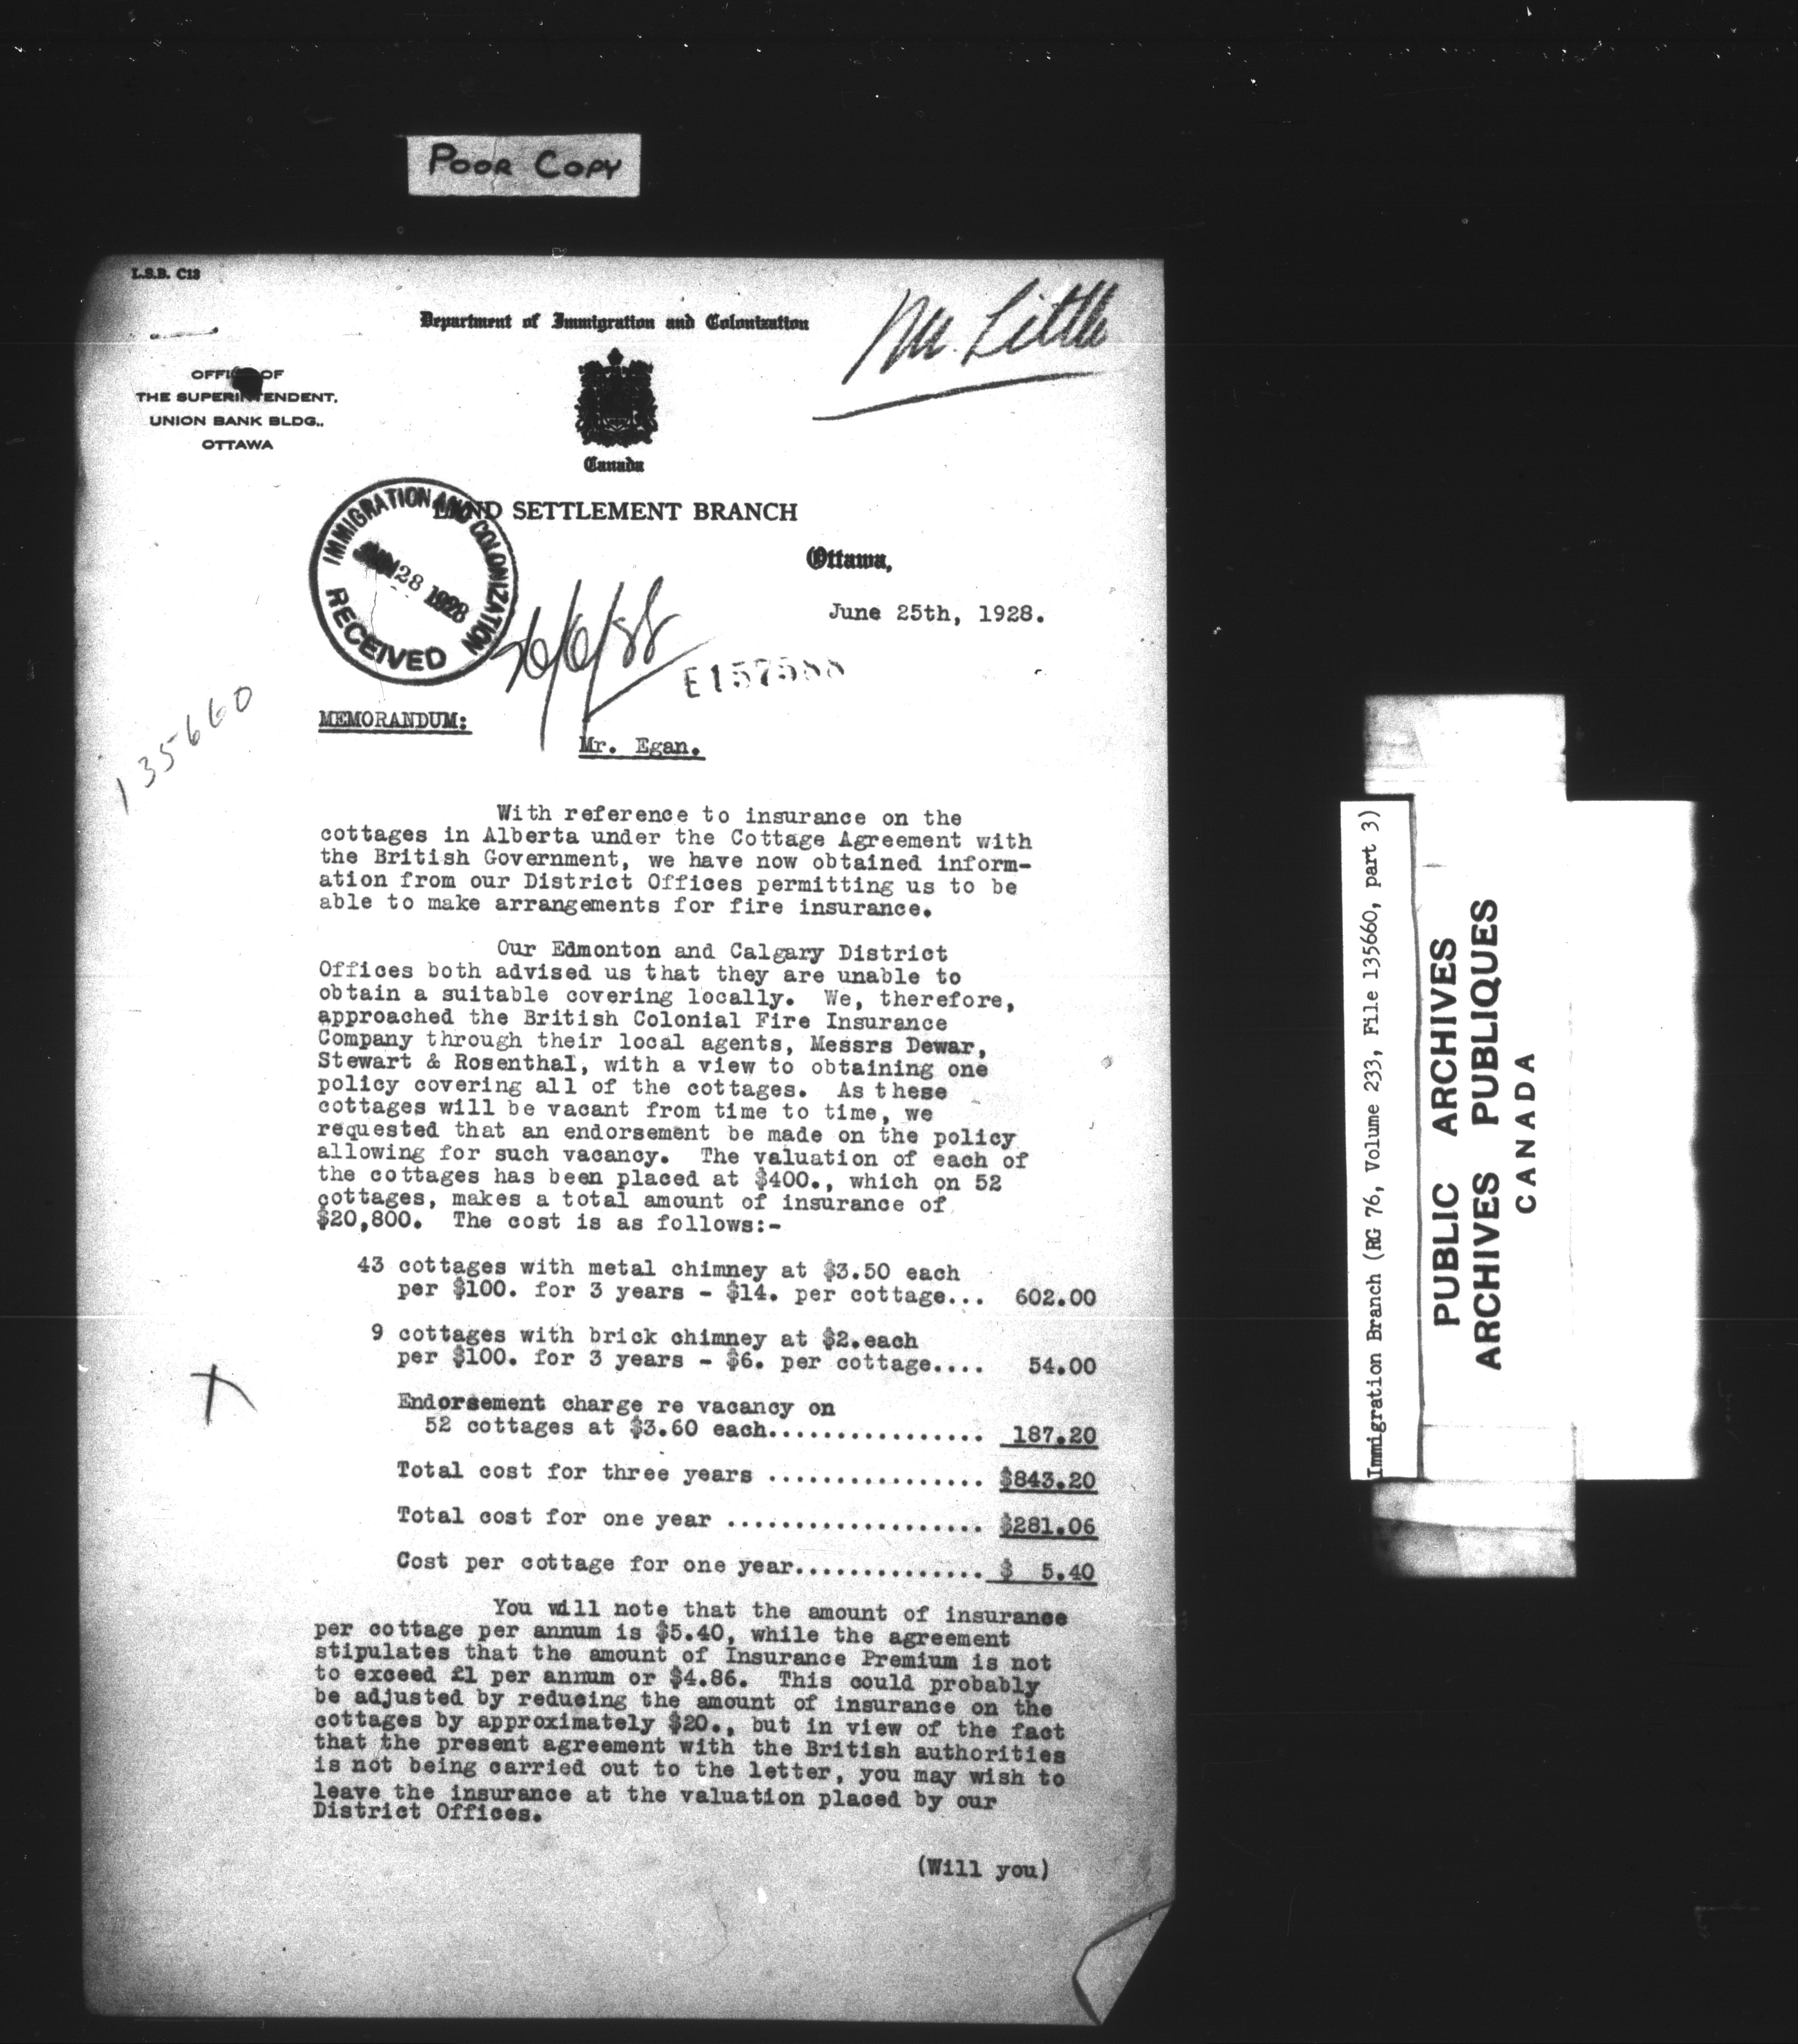 POOR COPY
L.S.B. C13
Department of Immigration and Colonization
Mr. Little
OFFICE OF
THE SUPERINTENDENT,
UNION BANK BLDG.,
OTTAWA
Canada
LAND SETTLEMENT BRANCH
IMMIGRATION AND COLONIZATION
28 1928
RECEIVED
Ottawa,
June 25th, 1928.
E157588
135660
MEMORANDUM:
Mr. Egan.
With reference to insurance on the
cottages in Alberta under the Cottage Agreement with
the British Government, we have now obtained inform-
ation from our District Offices permitting us to be
able to make arrangements for fire insurance.
Our Edmonton and Calgary District
Offices both advised us that they are unable to
obtain a suitable covering locally. We, therefore,
approached the British Colonial Fire Insurance
Company through their local agents, Messrs Dewar,
Stewart & Rosenthal, with a view to obtaining one
policy covering all of the cottages. As these
cottages will be vacant from time to time, we
requested that an endorsement be made on the policy
allowing for such vacancy. The valuation of each of
the cottages has been placed at $400., which on 52
cottages, makes a total amount of insurance of
$20,800. The cost is as follows:-
43 cottages with metal chimney at $3.50 each
per $100. for 3 years - $14. per cottage... 602.00
9 cottages with brick chimney at $2.each
per $100. for 3 years - $6. per cottage.... 54.00
Endorsement charge re vacancy on
52 cottages at $3.60 each................ 187.20
Total cost for three years ................ $843.20
Total cost for one year ................... $281.06
Cost per cottage for one year.............. $ 5.40
You will note that the amount of insurance
per cottage per annum is $5.40, while the agreement
stipulates that the amount of Insurance Premium is not
to exceed £1 per annum or $4.86. This could probably
be adjusted by reducing the amount of insurance on the
cottages by approximately $20., but in view of the fact
that the present agreement with the British authorities
is not being carried out to the letter, you may wish to
leave the insurance at the valuation placed by our
District Offices.
(Will you)
Immigration Branch (RG 76, Volume 233, File 135660, part 3)
PUBLIC ARCHIVES
ARCHIVES PUBLIQUES
CANADA